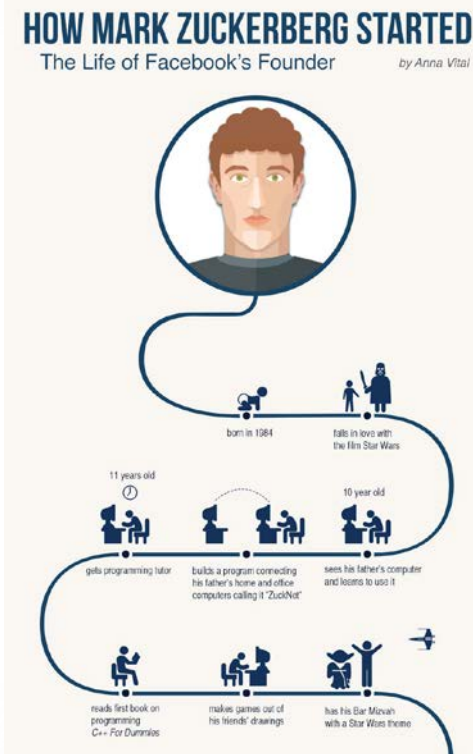 HOW MARK ZUCKERBERG STARTED
The Life of Facebook's Founder
by Anna Vital
born in 1984
falls in love with
the film Star Wars
10 year old
sees his father's computer
and learns to use it
builds a program connecting
his father's home and office
computers calling it "ZuckNet"
11 years old
gets programming tutor
has his Bar Mizvah
with a Star Wars theme
makes games out of
his friends' drawings
reads first book on
programming
C++ For Dummies